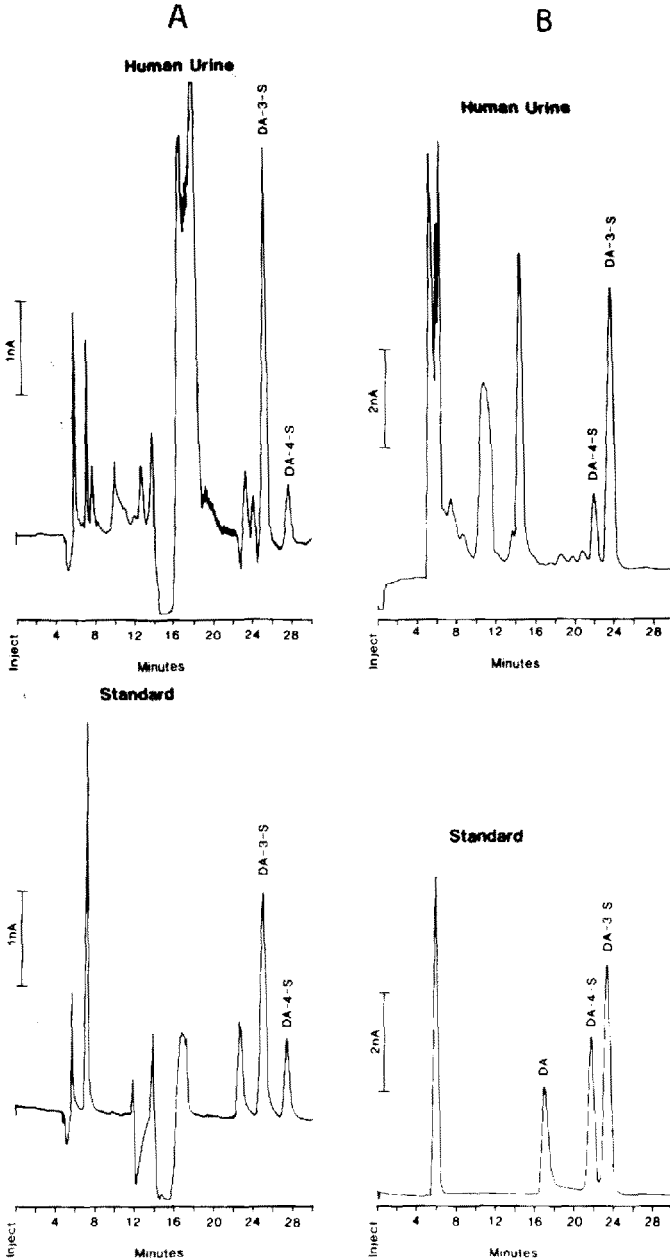 A
Human Urine
DA-3-S
DA-4-S
1nA
Inject
4 8 12 16 20 24 28
Minutes
Standard
DA-3-S
DA-4-S
1nA
Inject
4 8 12 16 20 24 28
Minutes
B
Human Urine
DA-3-S
DA-4-S
2nA
Inject
4 8 12 16 20 24 28
Minutes
Standard
DA-3 S
DA-4-S
DA
2nA
Inject
4 8 12 16 20 24 28
Minutes